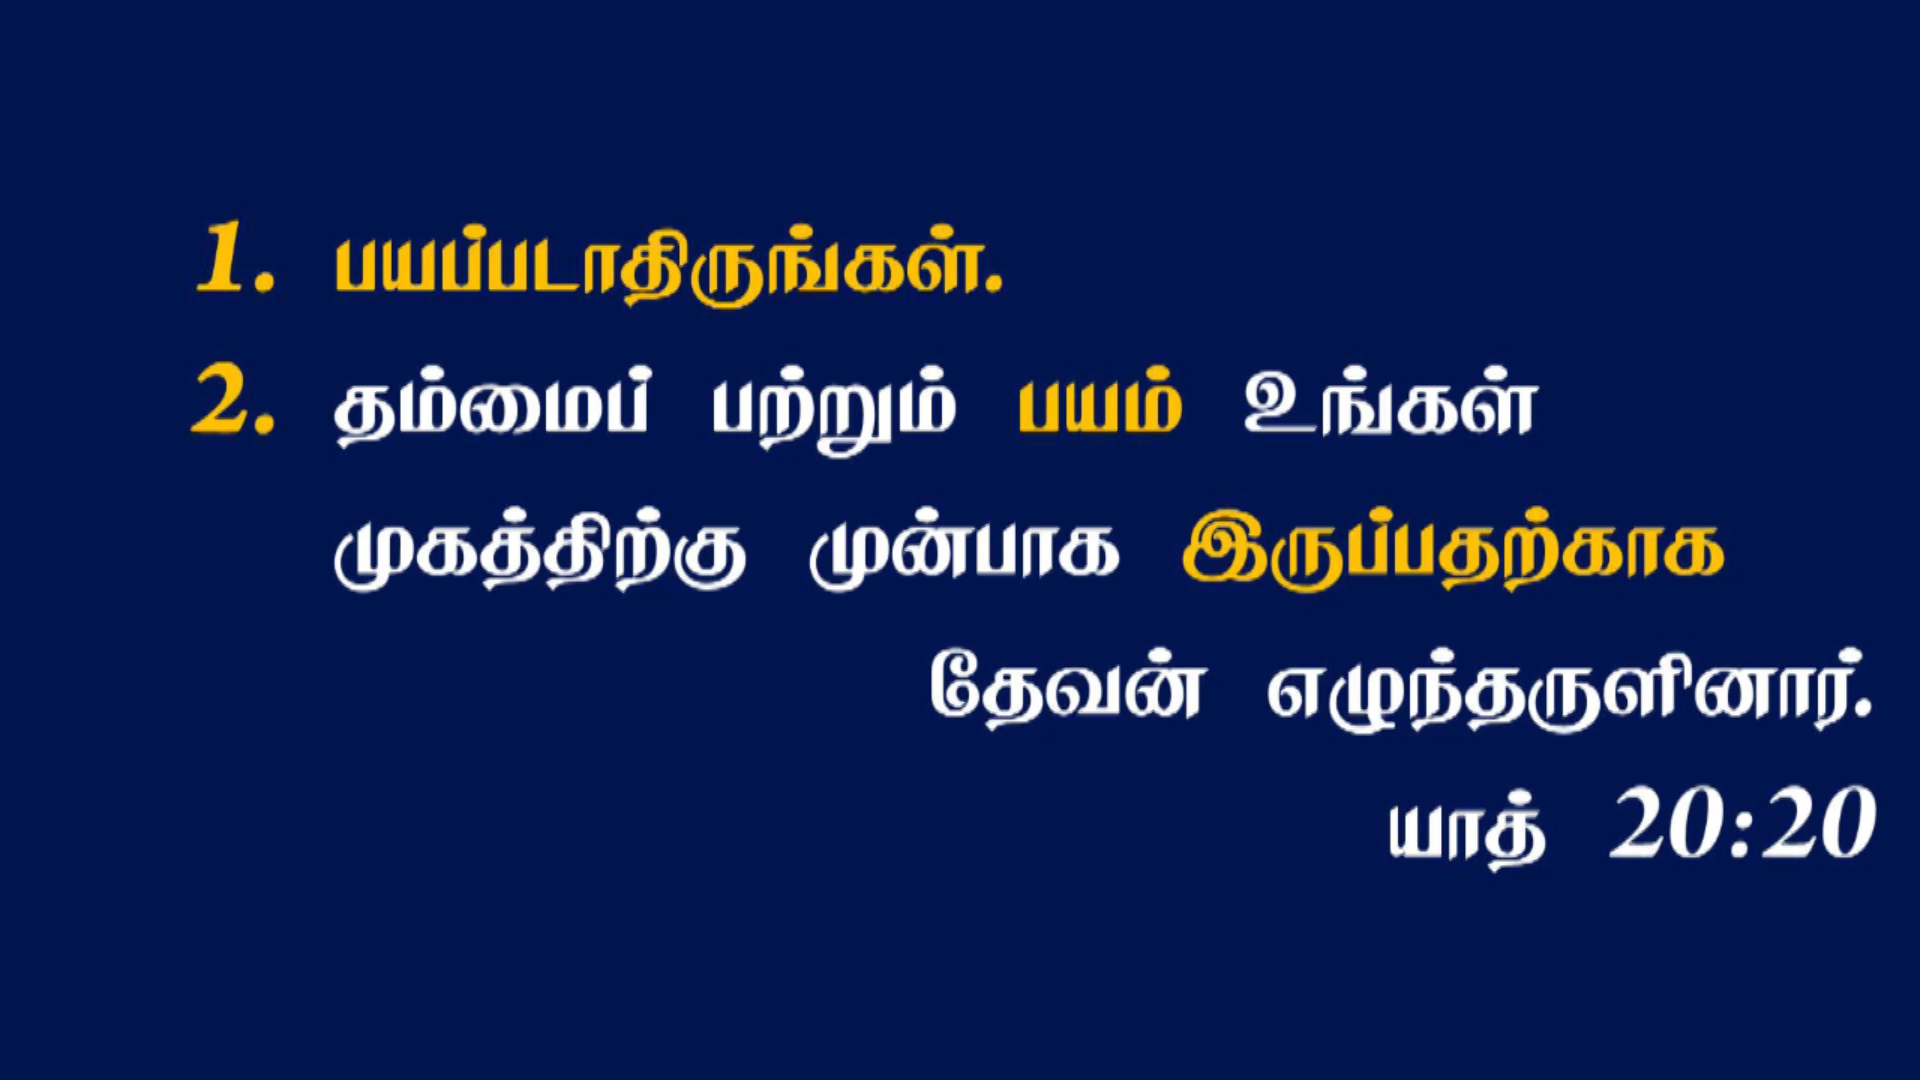 1. பயப்படாதிருங்கள்.
2. தம்மைப் பற்றும் பயம் உங்கள்
முகத்திற்கு முன்பாக இருப்பதற்காக
தேவன் எழுந்தருளினார்.
யாத் 20:20